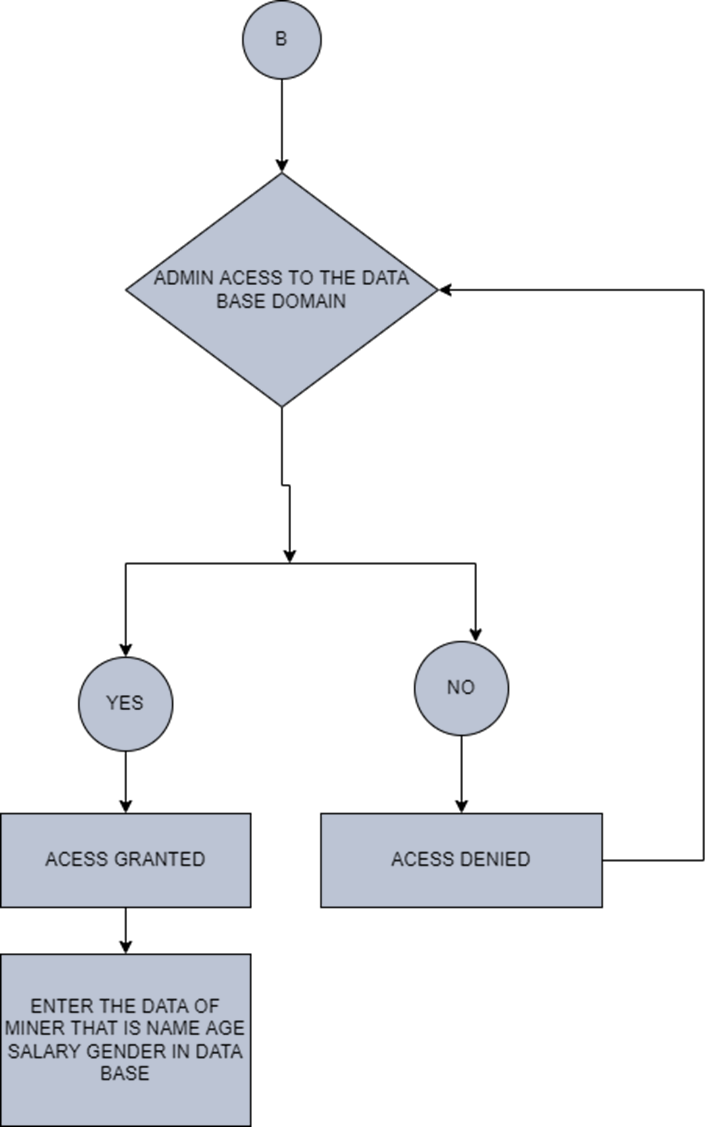 B
ADMIN ACESS TO THE DATA
BASE DOMAIN
YES
NO
ACESS GRANTED
ACESS DENIED
ENTER THE DATA OF
MINER THAT IS NAME AGE
SALARY GENDER IN DATA
BASE